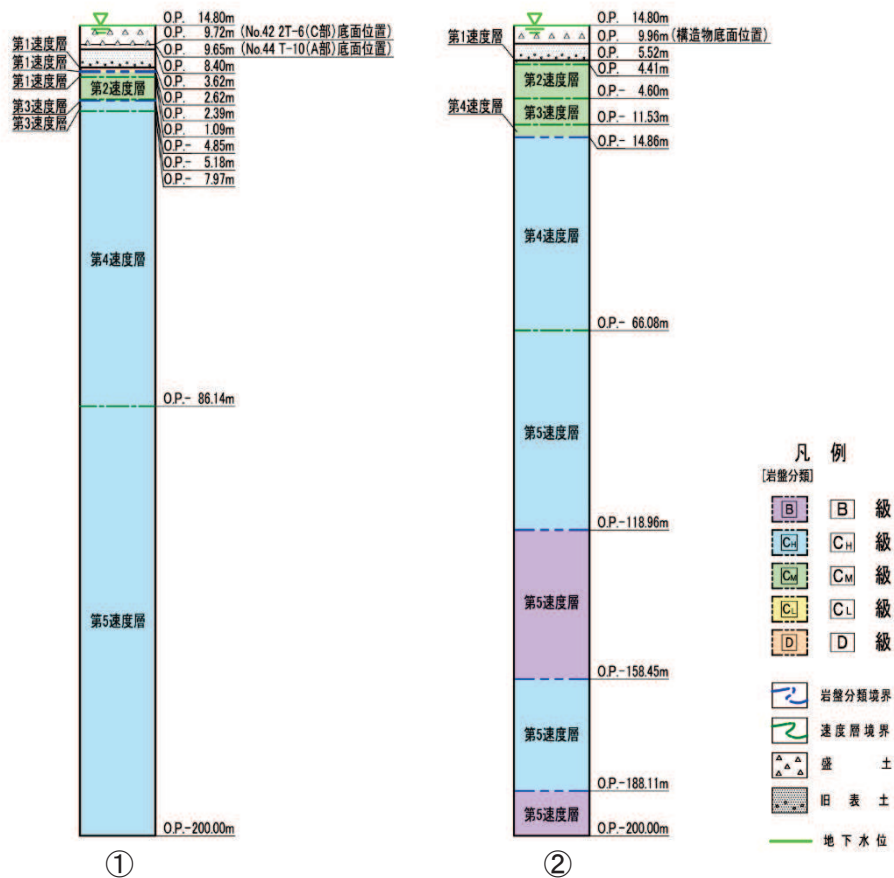 O.P. 14.80m
O.P. 9.72m (No.42 2T-6(C部)底面位置)
O.P. 9.65m (No.44 T-10(A部)底面位置)
O.P. 8.40m
O.P. 3.62m
O.P. 2.62m
O.P. 2.39m
O.P. 1.09m
O.P.- 4.85m
O.P.- 5.18m
O.P.- 7.97m
第1速度層
第1速度層
第1速度層
第2速度層
第3速度層
第3速度層
第4速度層
O.P.- 86.14m
第5速度層
O.P.-200.00m
①
O.P. 14.80m
O.P. 9.96m (構造物底面位置)
O.P. 5.52m
O.P. 4.41m
O.P.- 4.60m
O.P.- 11.53m
O.P.- 14.86m
第1速度層
第2速度層
第3速度層
第4速度層
第4速度層
O.P.- 66.08m
第5速度層
O.P.-118.96m
第5速度層
O.P.-158.45m
第5速度層
O.P.-188.11m
第5速度層
O.P.-200.00m
②
凡 例
[岩盤分類]
B B 級
CH CH 級
CM CM 級
CL CL 級
D D 級
岩盤分類境界
速度層境界
盛 土
旧 表 土
地下水位